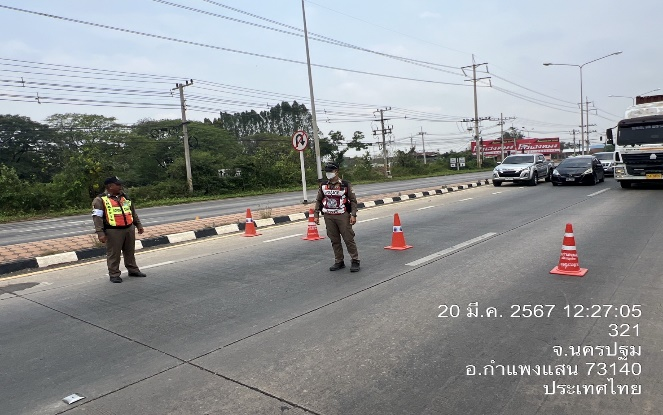 20 มี.ค. 2567 12:27:05
321
จ.นครปฐม
อ.กำแพงแสน 73140
ประเทศไทย